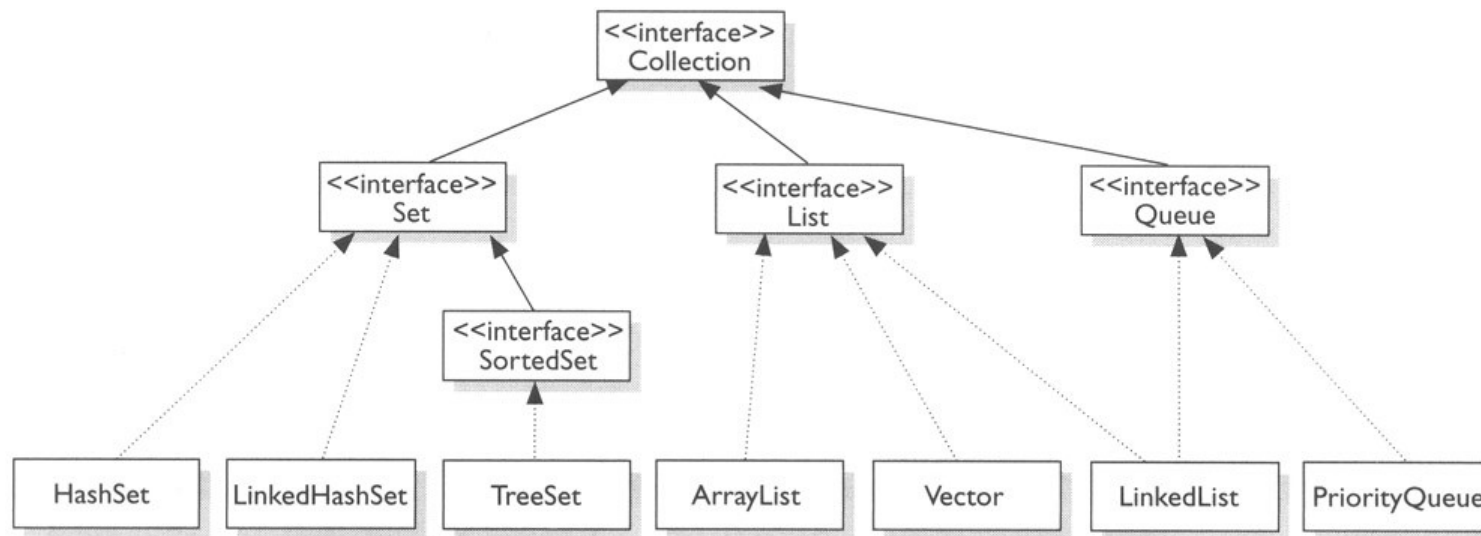 <<interface>>
Collection
<<interface>>
Set
<<interface>>
List
<<interface>>
Queue
<<interface>>
SortedSet
HashSet
LinkedHashSet
TreeSet
ArrayList
Vector
LinkedList
PriorityQueue